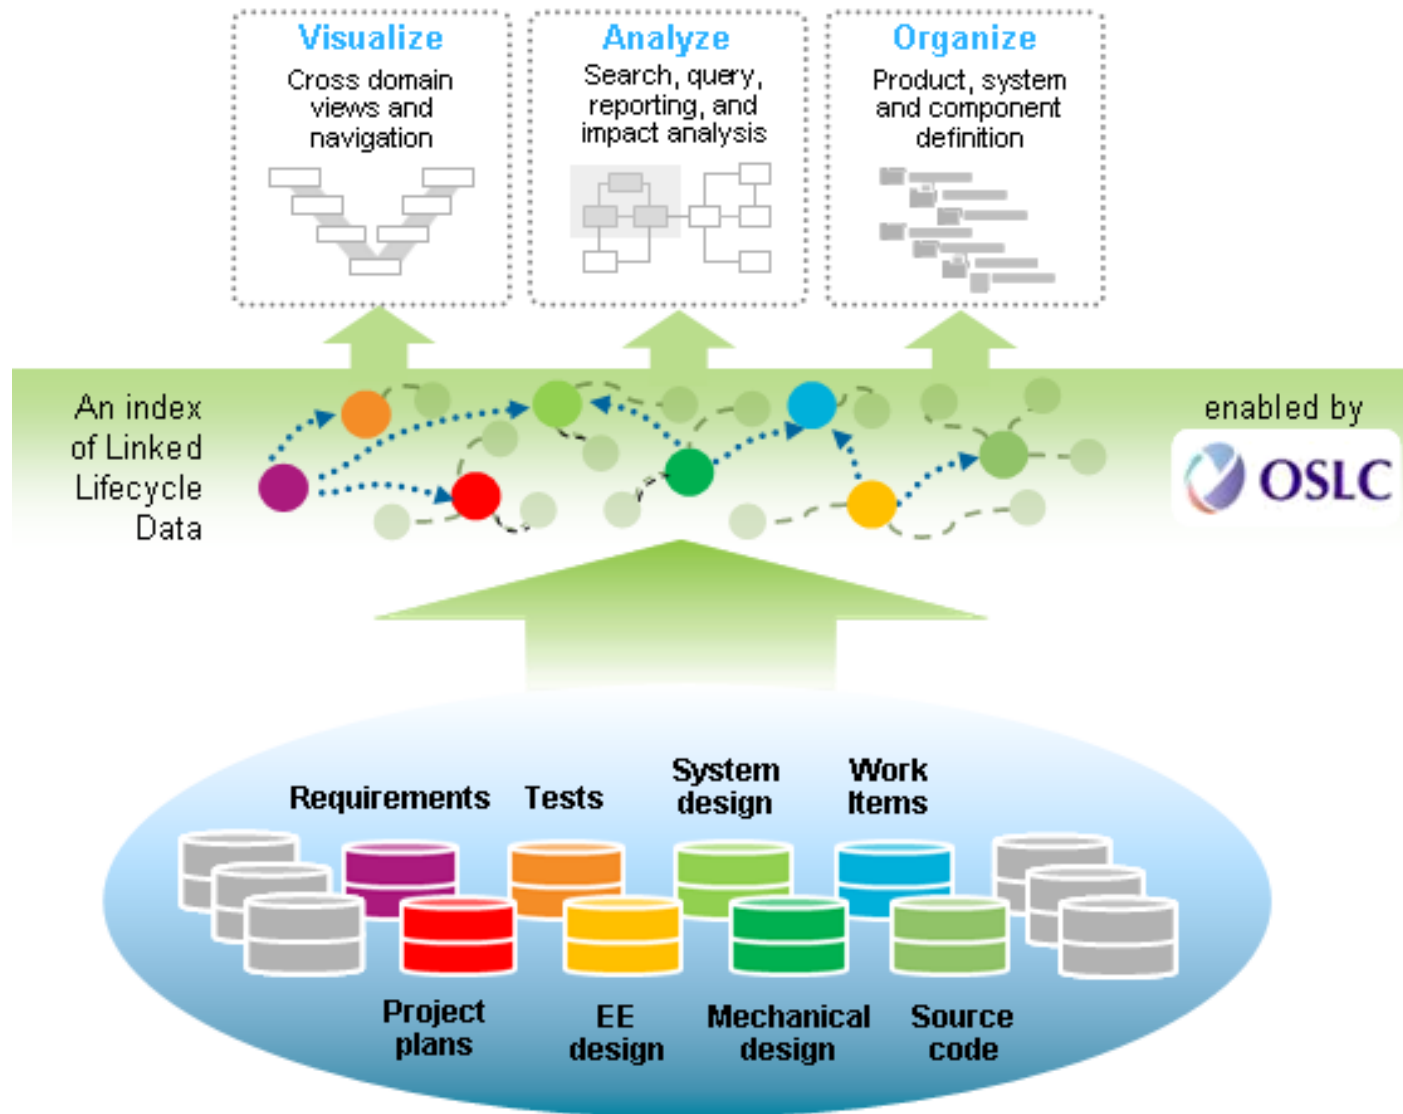 Visualize
Cross domain
views and
navigation
Analyze
Search, query,
reporting, and
impact analysis
Organize
Product, system
and component
definition
An index
of Linked
Lifecycle
Data
enabled by
OSLC
Requirements
Tests
System
design
Work
Items
Project
plans
EE
design
Mechanical
design
Source
code